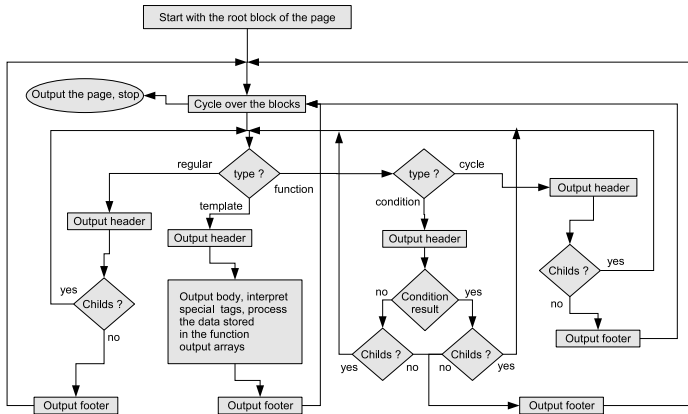 Start with the root block of the page
Output the page, stop
Cycle over the blocks
regular
type ?
function
template
type ?
cycle
condition
Output header
Output header
Output header
Output header
yes
Childs ?
no
Output body, interpret
special tags, process
the data stored
in the function
output arrays
no
Condition
result
yes
Childs ?
yes
no
yes
Childs ?
no
no
Childs ?
yes
Output footer
Output footer
Output footer
Output footer